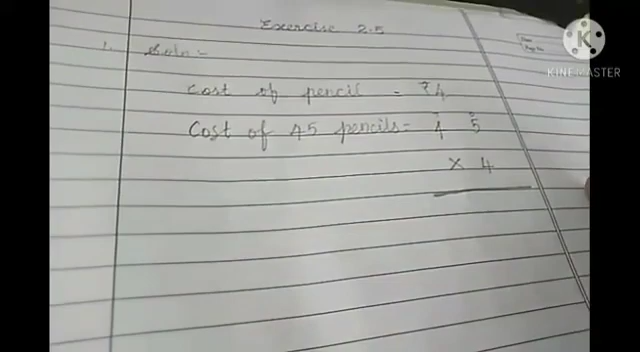 Exercise 2.5
1. Soln :-
Cost of pencil = ₹4
Cost of 45 pencils = 4 5
× 4
KINEMASTER